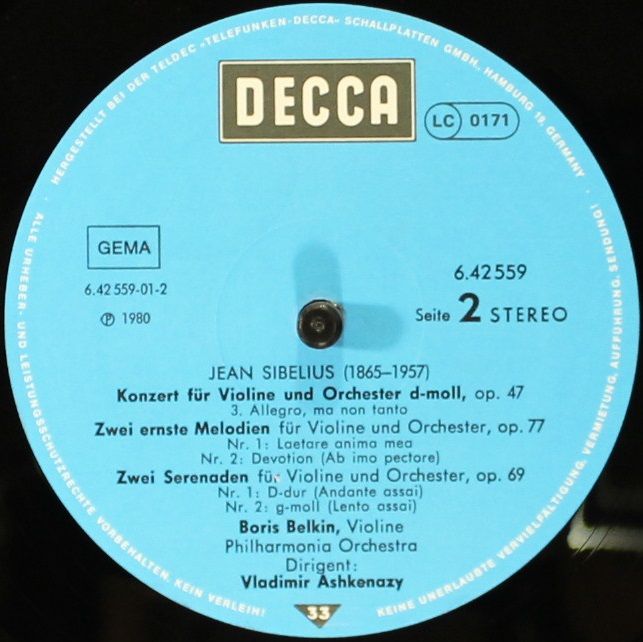 HERGESTELLT BEI DER TELDEC »TELEFUNKEN-DECCA« SCHALLPLATTEN GMBH., HAMBURG 19, GERMANY ·
DECCA
LC 0171
GEMA
6.42 559-01-2
Ⓟ 1980
6.42559
Seite 2 STEREO
JEAN SIBELIUS (1865–1957)
Konzert für Violine und Orchester d-moll, op. 47
3. Allegro, ma non tanto
Zwei ernste Melodien für Violine und Orchester, op. 77
Nr. 1: Laetare anima mea
Nr. 2: Devotion (Ab imo pectore)
Zwei Serenaden für Violine und Orchester, op. 69
Nr. 1: D-dur (Andante assai)
Nr. 2: g-moll (Lento assai)
Boris Belkin, Violine
Philharmonia Orchestra
Dirigent:
Vladimir Ashkenazy
33
· ALLE URHEBER- UND LEISTUNGSSCHUTZRECHTE VORBEHALTEN. KEIN VERLEIH!
KEINE UNERLAUBTE VERVIELFÄLTIGUNG, VERMIETUNG, AUFFÜHRUNG, SENDUNG!